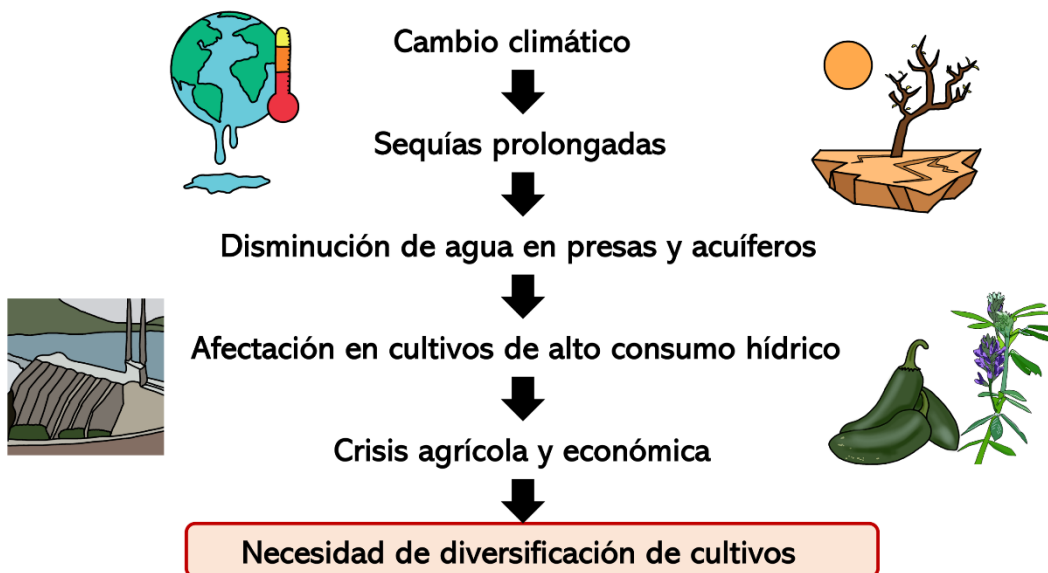 Cambio climático
Sequías prolongadas
Disminución de agua en presas y acuíferos
Afectación en cultivos de alto consumo hídrico
Crisis agrícola y económica
Necesidad de diversificación de cultivos